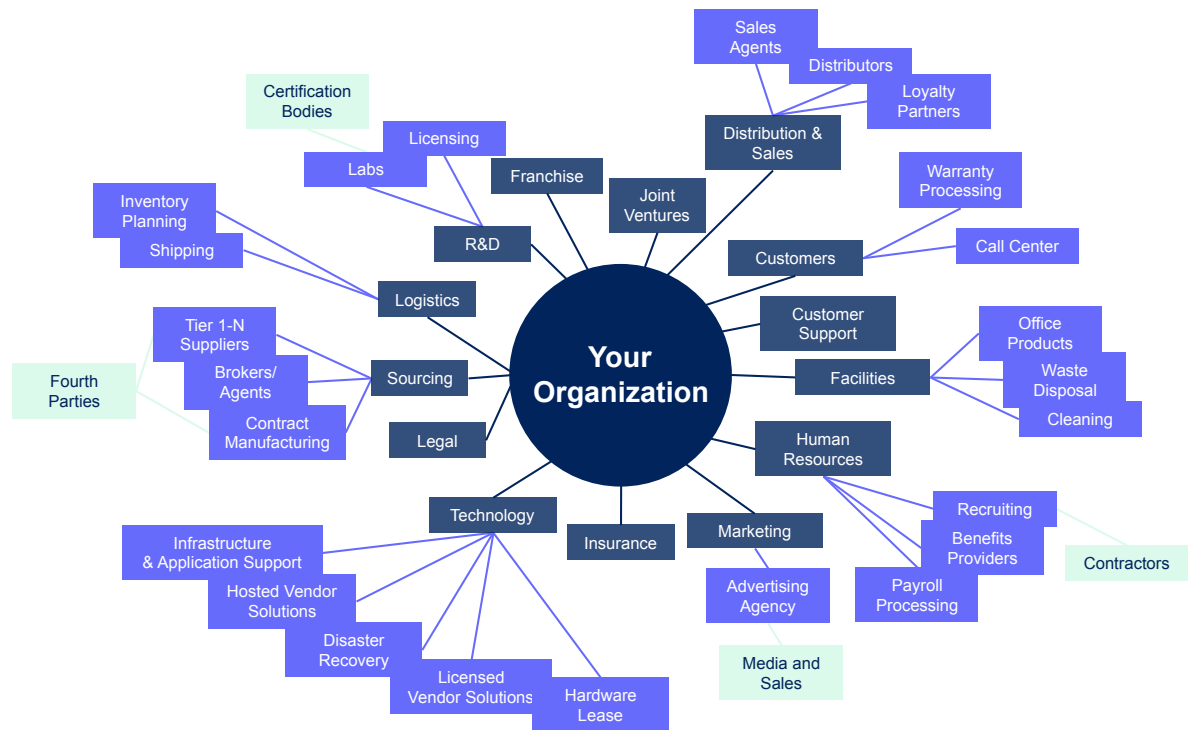 Sales
Agents
Distributors
Loyalty
Partners
Certification
Bodies
Licensing
Labs
Distribution &
Sales
Franchise
Joint
Ventures
Warranty
Processing
Inventory
Planning
Shipping
R&D
Customers
Call Center
Logistics
Customer
Support
Tier 1-N
Suppliers
Office
Products
Your
Organization
Fourth
Parties
Brokers/
Agents
Sourcing
Facilities
Waste
Disposal
Contract
Manufacturing
Cleaning
Legal
Human
Resources
Technology
Recruiting
Insurance
Marketing
Infrastructure
& Application Support
Benefits
Providers
Contractors
Hosted Vendor
Solutions
Advertising
Agency
Payroll
Processing
Disaster
Recovery
Licensed
Vendor Solutions
Media and
Sales
Hardware
Lease